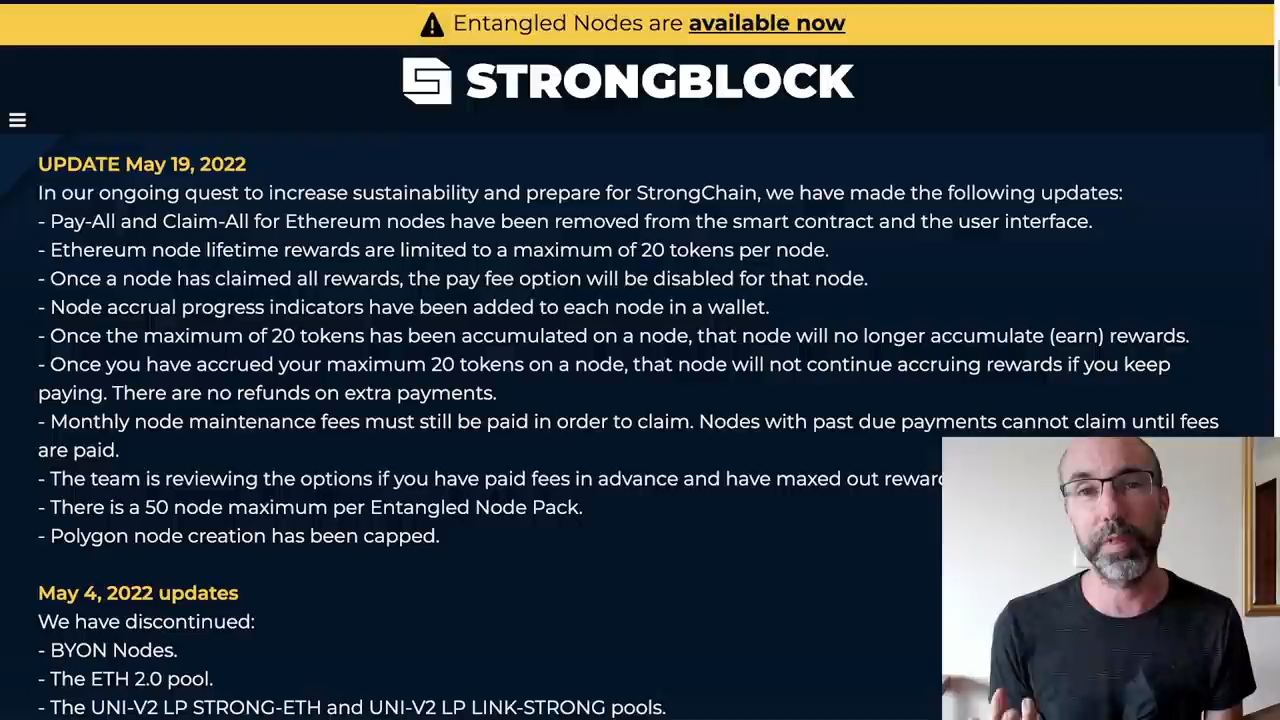 Entangled Nodes are available now
STRONGBLOCK
UPDATE May 19, 2022
In our ongoing quest to increase sustainability and prepare for StrongChain, we have made the following updates:
- Pay-All and Claim-All for Ethereum nodes have been removed from the smart contract and the user interface.
- Ethereum node lifetime rewards are limited to a maximum of 20 tokens per node.
- Once a node has claimed all rewards, the pay fee option will be disabled for that node.
- Node accrual progress indicators have been added to each node in a wallet.
- Once the maximum of 20 tokens has been accumulated on a node, that node will no longer accumulate (earn) rewards.
- Once you have accrued your maximum 20 tokens on a node, that node will not continue accruing rewards if you keep
paying. There are no refunds on extra payments.
- Monthly node maintenance fees must still be paid in order to claim. Nodes with past due payments cannot claim until fees
are paid.
- The team is reviewing the options if you have paid fees in advance and have maxed out
- There is a 50 node maximum per Entangled Node Pack.
- Polygon node creation has been capped.
May 4, 2022 updates
We have discontinued:
- BYON Nodes.
- The ETH 2.0 pool.
- The UNI-V2 LP STRONG-ETH and UNI-V2 LP LINK-STRONG pools.